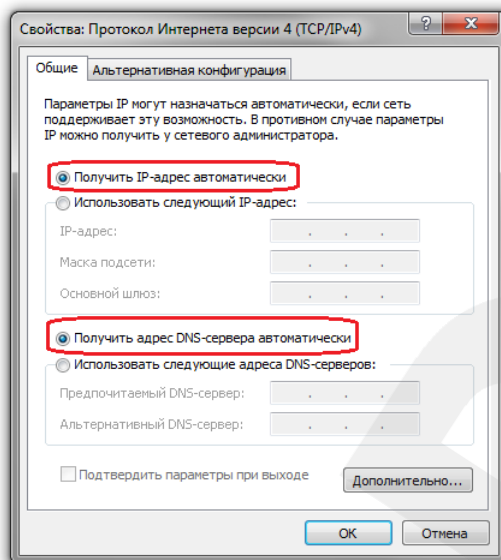 Свойства: Протокол Интернета версии 4 (TCP/IPv4)
Общие
Альтернативная конфигурация
Параметры IP могут назначаться автоматически, если сеть
поддерживает эту возможность. В противном случае параметры
IP можно получить у сетевого администратора.
Получить IP-адрес автоматически
Использовать следующий IP-адрес:
IP-адрес:
Маска подсети:
Основной шлюз:
Получить адрес DNS-сервера автоматически
Использовать следующие адреса DNS-серверов:
Предпочитаемый DNS-сервер:
Альтернативный DNS-сервер:
Подтвердить параметры при выходе
Дополнительно...
ОК
Отмена